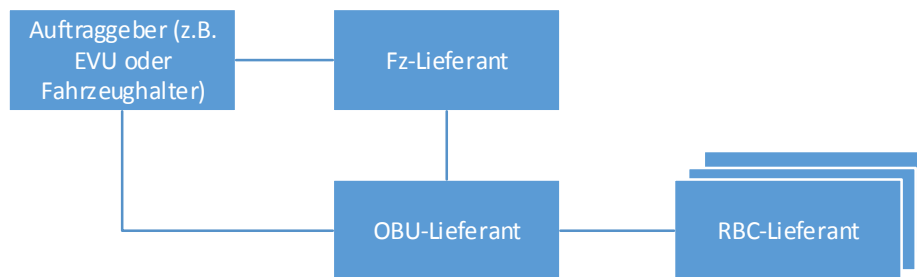 Auftraggeber (z.B.
EVU oder
Fahrzeughalter)
Fz-Lieferant
OBU-Lieferant
RBC-Lieferant